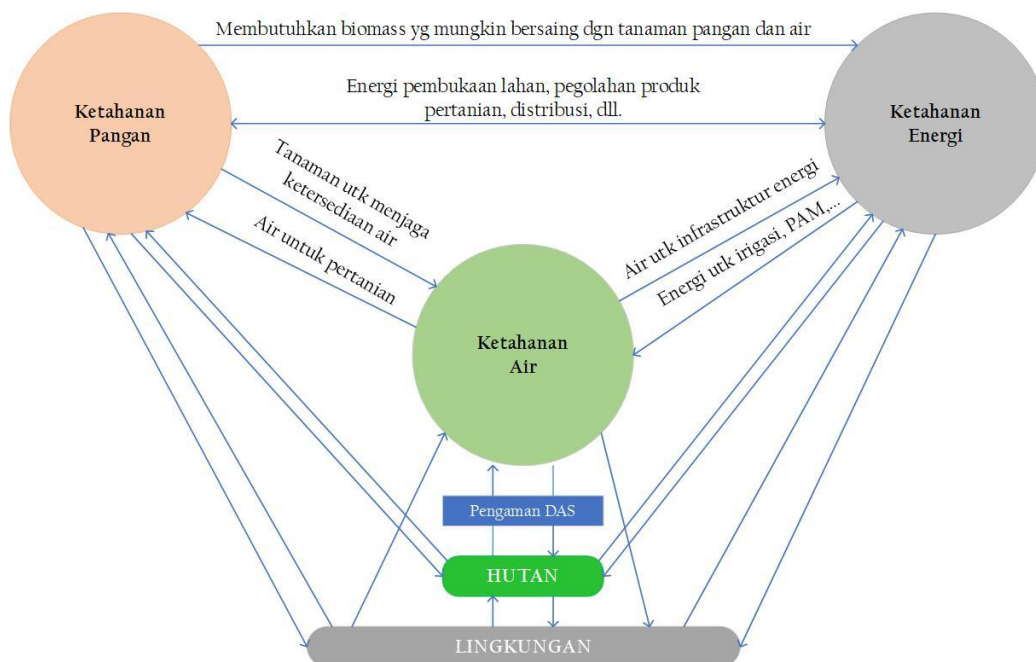 Membutuhkan biomass yg mungkin bersaing dgn tanaman pangan dan air
Energi pembukaan lahan, pegolahan produk
pertanian, distribusi, dll.
Ketahanan
Pangan
Ketahanan
Energi
Tanaman utk menjaga
ketersediaan air
Air untuk pertanian
Air utk infrastruktur energi
Energi utk irigasi, PAM,...
Ketahanan
Air
Pengaman DAS
HUTAN
LINGKUNGAN